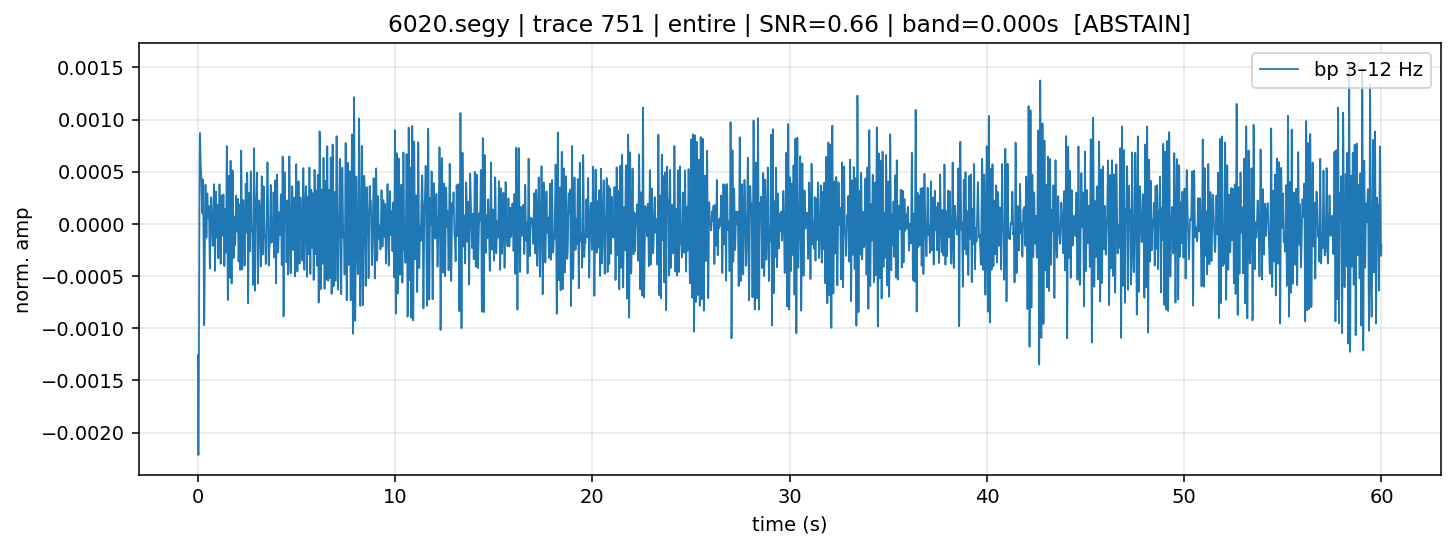 6020.segy | trace 751 | entire | SNR=0.66 | band=0.000s  [ABSTAIN]
bp 3–12 Hz
norm. amp
0.0015
0.0010
0.0005
0.0000
−0.0005
−0.0010
−0.0015
−0.0020
0 10 20 30 40 50 60
time (s)